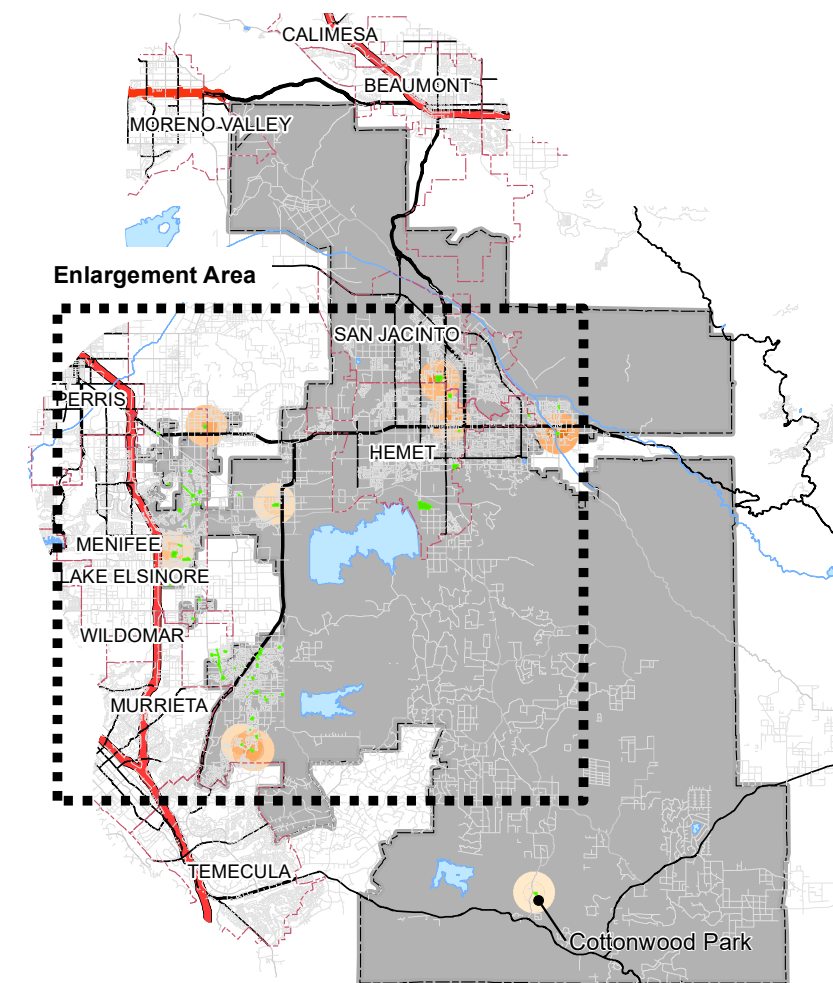 CALIMESA
BEAUMONT
MORENO VALLEY
Enlargement Area
SAN JACINTO
PERRIS
HEMET
MENIFEE
LAKE ELSINORE
WILDOMAR
MURRIETA
TEMECULA
Cottonwood Park